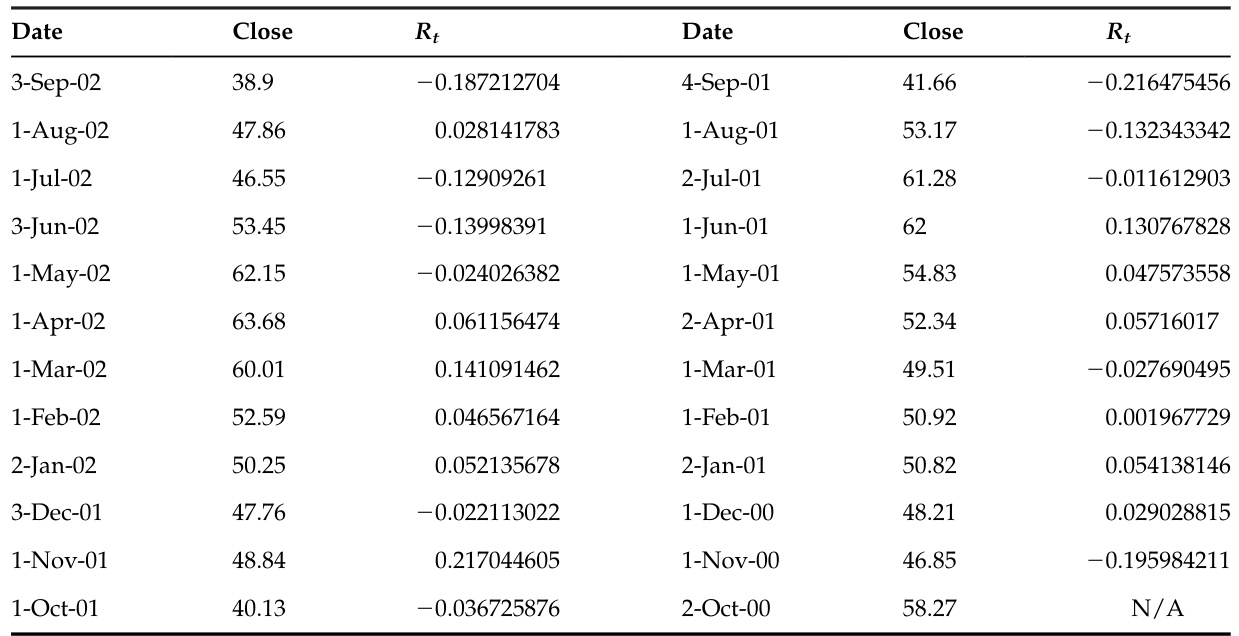 Date Close Rt Date Close Rt
3-Sep-02 38.9 −0.187212704 4-Sep-01 41.66 −0.216475456
1-Aug-02 47.86 0.028141783 1-Aug-01 53.17 −0.132343342
1-Jul-02 46.55 −0.12909261 2-Jul-01 61.28 −0.011612903
3-Jun-02 53.45 −0.13998391 1-Jun-01 62 0.130767828
1-May-02 62.15 −0.024026382 1-May-01 54.83 0.047573558
1-Apr-02 63.68 0.061156474 2-Apr-01 52.34 0.05716017
1-Mar-02 60.01 0.141091462 1-Mar-01 49.51 −0.027690495
1-Feb-02 52.59 0.046567164 1-Feb-01 50.92 0.001967729
2-Jan-02 50.25 0.052135678 2-Jan-01 50.82 0.054138146
3-Dec-01 47.76 −0.022113022 1-Dec-00 48.21 0.029028815
1-Nov-01 48.84 0.217044605 1-Nov-00 46.85 −0.195984211
1-Oct-01 40.13 −0.036725876 2-Oct-00 58.27 N/A